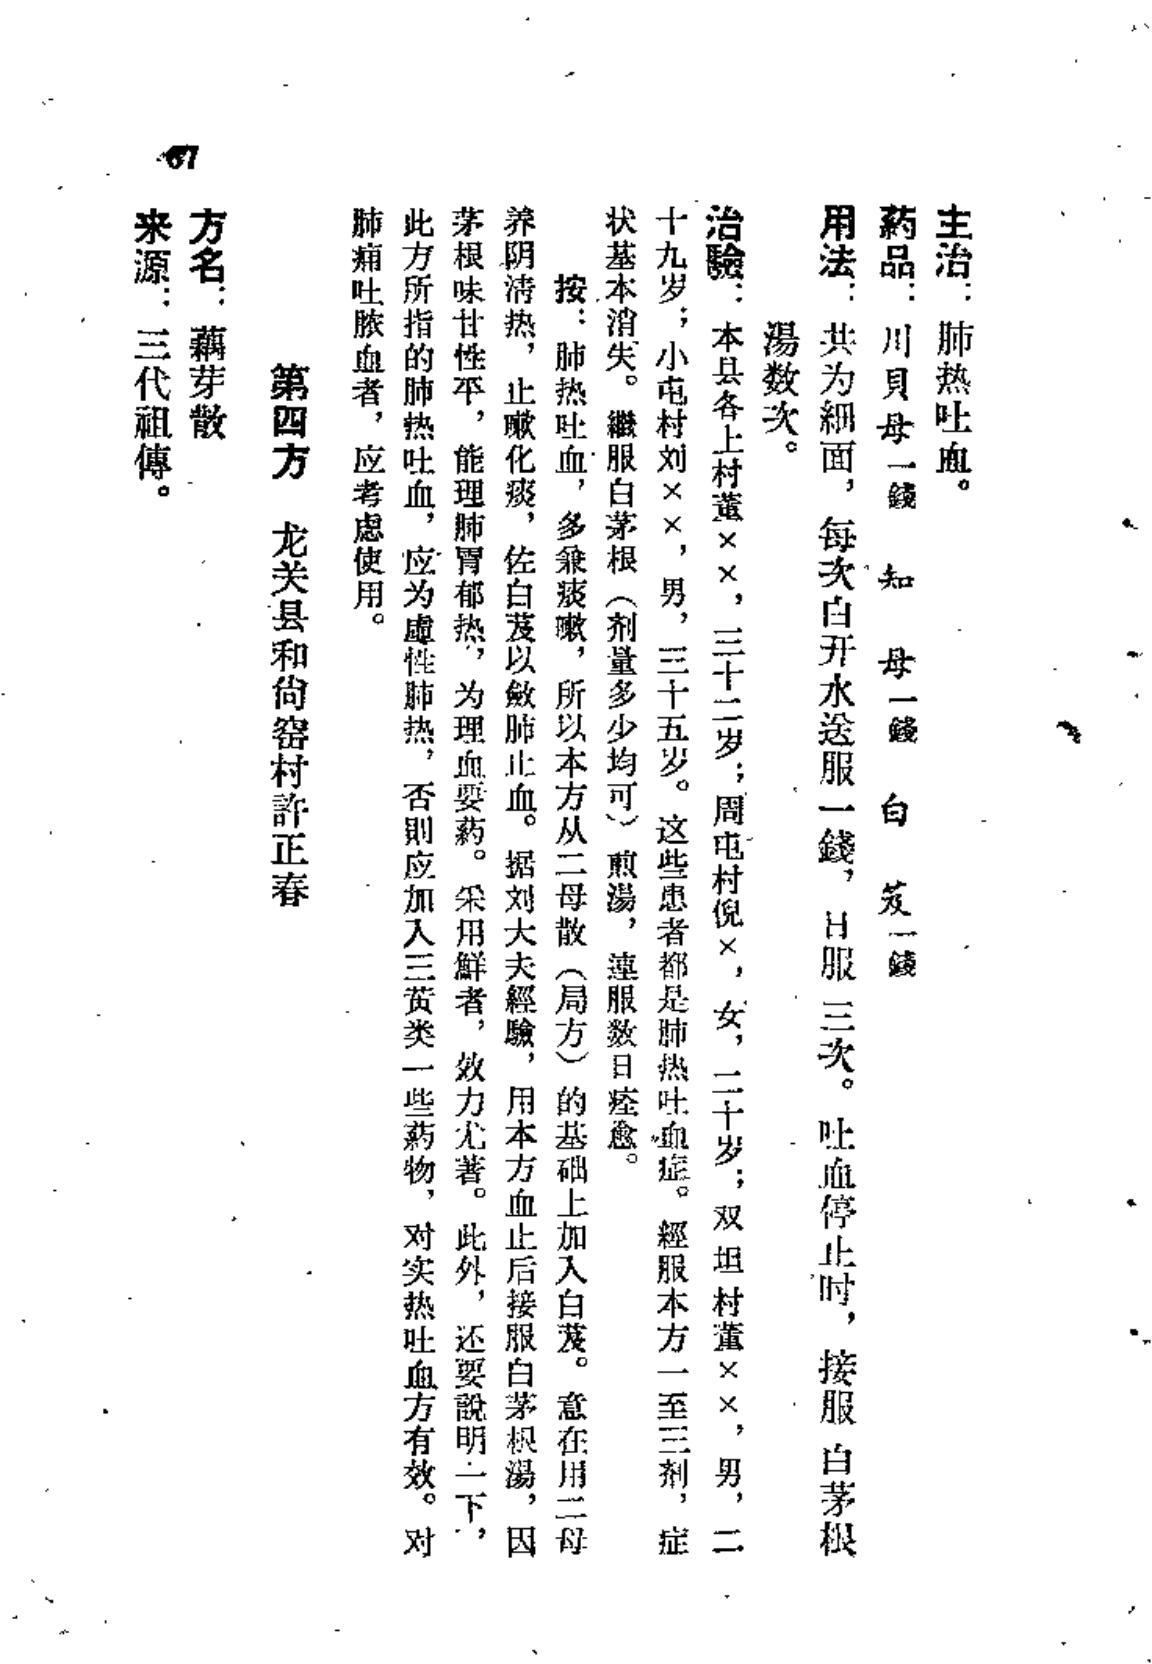 主治：肺热吐血。
药品：川貝母一錢　知　母一錢　白　芨一錢
用法：共为細面，每次白开水送服一錢，日服三次。吐血停止时，接服白茅根
湯数次。
治驗：本县各上村董××，三十二岁；周屯村倪×，女，二十岁；双坦村董××，男，二
十九岁；小屯村刘××，男，三十五岁。这些患者都是肺热吐血症。經服本方一至三剂，症
状基本消失。繼服白茅根（剂量多少均可）煎湯，連服数日痊愈。
按：肺热吐血，多兼痰嗽，所以本方从二母散（局方）的基础上加入白芨。意在用二母
养阴清热，止嗽化痰，佐白芨以斂肺止血。据刘大夫經驗，用本方血止后接服白茅根湯，因
茅根味甘性平，能理肺胃郁热，为理血要药。采用鮮者，效力尤著。此外，还要說明一下，
此方所指的肺热吐血，应为虛性肺热，否則应加入三黄类一些药物，对实热吐血方有效。对
肺痈吐脓血者，应考慮使用。
第四方　龙关县和尙窑村許正春
方名：藕芽散
来源：三代祖傳。
67